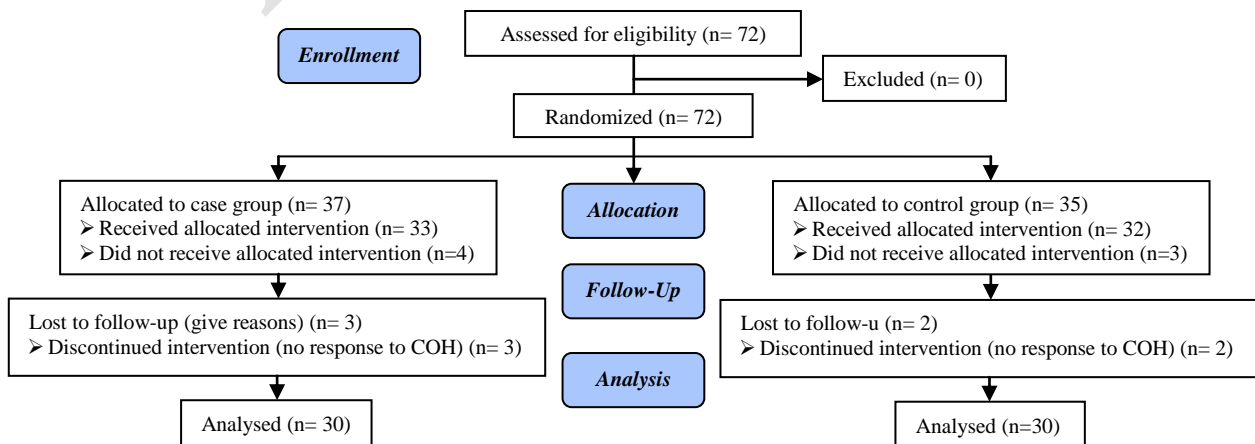 Assessed for eligibility (n= 72)
Enrollment
Excluded (n= 0)
Randomized (n= 72)
Allocated to case group (n= 37)
➢ Received allocated intervention (n= 33)
➢ Did not receive allocated intervention (n=4)
Allocation
Allocated to control group (n= 35)
➢ Received allocated intervention (n= 32)
➢ Did not receive allocated intervention (n=3)
Follow-Up
Lost to follow-up (give reasons) (n= 3)
➢ Discontinued intervention (no response to COH) (n= 3)
Lost to follow-u (n= 2)
➢ Discontinued intervention (no response to COH) (n= 2)
Analysis
Analysed (n= 30)
Analysed (n=30)